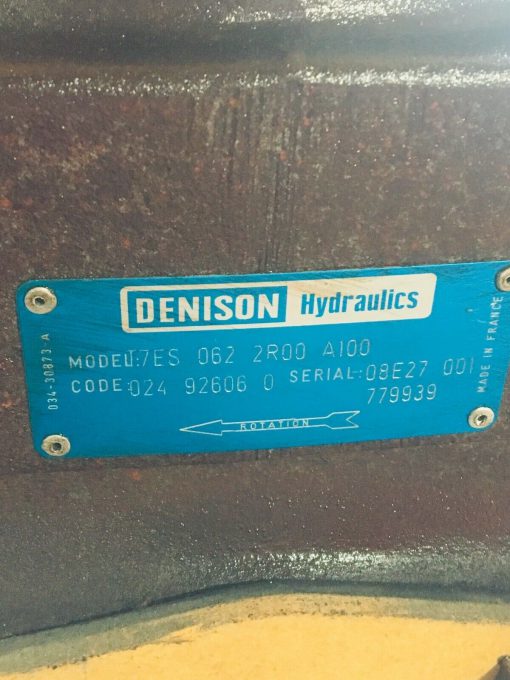 DENISON Hydraulics
MODEL: T7ES 062 2R00 A100
CODE: 024 92606 0
SERIAL: 08E27 001
779939
ROTATION
034-30873-A
MADE IN FRANCE